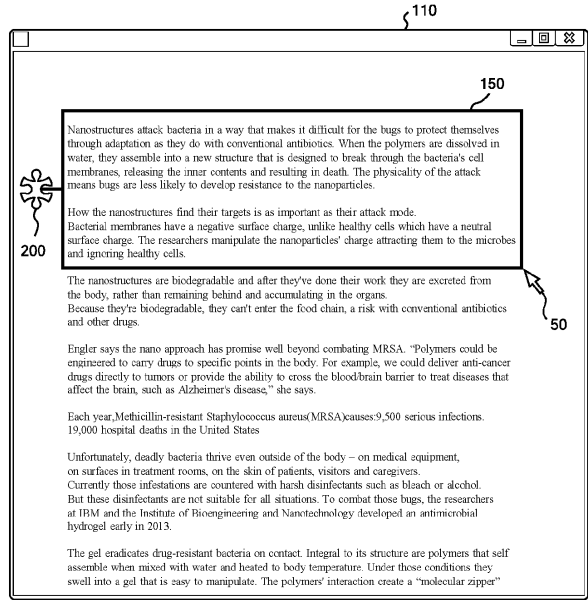 110
150
Nanostructures attack bacteria in a way that makes it difficult for the bugs to protect themselves
through adaptation as they do with conventional antibiotics. When the polymers are dissolved in
water, they assemble into a new structure that is designed to break through the bacteria's cell
membranes, releasing the inner contents and resulting in death. The physicality of the attack
means bugs are less likely to develop resistance to the nanoparticles.
How the nanostructures find their targets is as important as their attack mode.
Bacterial membranes have a negative surface charge, unlike healthy cells which have a neutral
surface charge. The researchers manipulate the nanoparticles' charge attracting them to the microbes
and ignoring healthy cells.
200
The nanostructures are biodegradable and after they've done their work they are excreted from
the body, rather than remaining behind and accumulating in the organs.
Because they're biodegradable, they can't enter the food chain, a risk with conventional antibiotics
and other drugs.
50
Engler says the nano approach has promise well beyond combating MRSA. “Polymers could be
engineered to carry drugs to specific points in the body. For example, we could deliver anti-cancer
drugs directly to tumors or provide the ability to cross the blood/brain barrier to treat diseases that
affect the brain, such as Alzheimer's disease,” she says.
Each year,Methicillin-resistant Staphylococcus aureus(MRSA)causes:9,500 serious infections.
19,000 hospital deaths in the United States
Unfortunately, deadly bacteria thrive even outside of the body – on medical equipment,
on surfaces in treatment rooms, on the skin of patients, visitors and caregivers.
Currently those infestations are countered with harsh disinfectants such as bleach or alcohol.
But these disinfectants are not suitable for all situations. To combat those bugs, the researchers
at IBM and the Institute of Bioengineering and Nanotechnology developed an antimicrobial
hydrogel early in 2013.
The gel eradicates drug-resistant bacteria on contact. Integral to its structure are polymers that self
assemble when mixed with water and heated to body temperature. Under those conditions they
swell into a gel that is easy to manipulate. The polymers' interaction create a “molecular zipper”